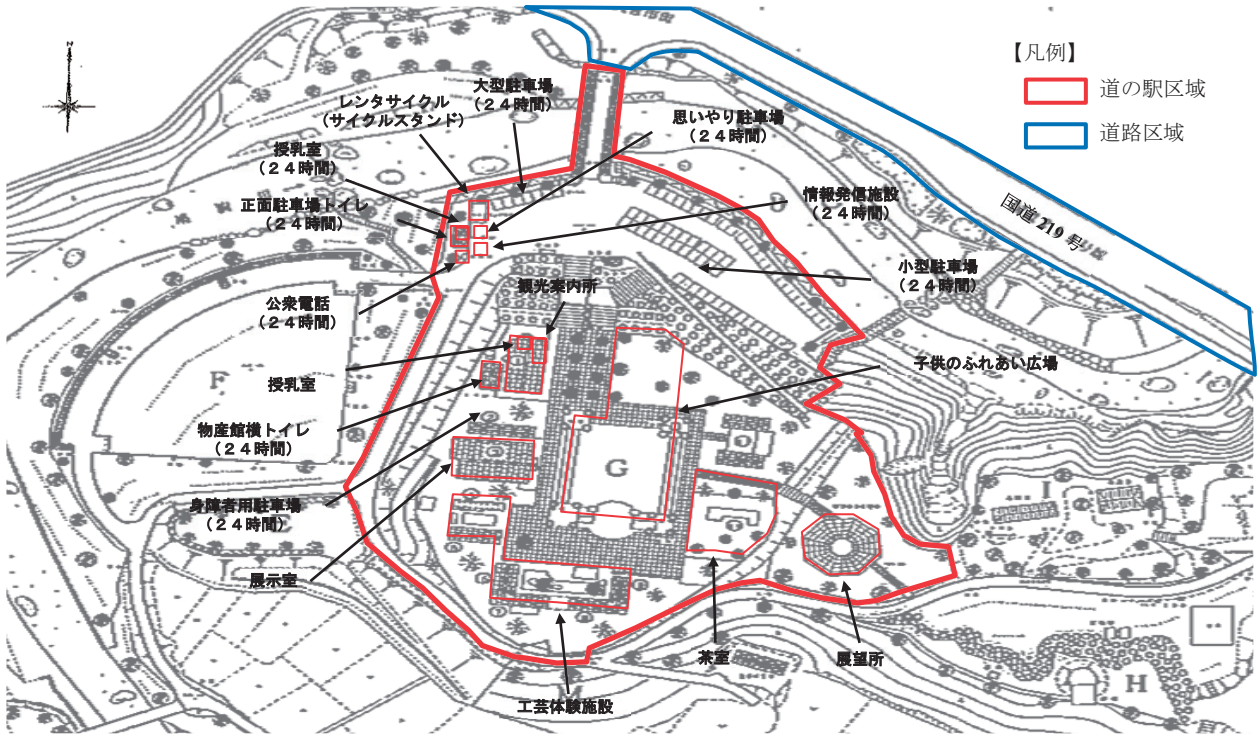 N
【凡例】
道の駅区域
道路区域
大型駐車場
(24時間)
レンタサイクル
(サイクルスタンド)
思いやり駐車場
(24時間)
授乳室
(24時間)
正面駐車場トイレ
(24時間)
情報発信施設
(24時間)
国道219号
小型駐車場
(24時間)
公衆電話
(24時間)
観光案内所
子供のふれあい広場
授乳室
F
物産館横トイレ
(24時間)
G
I
身障者用駐車場
(24時間)
E
展示室
茶室
展望所
H
工芸体験施設
M